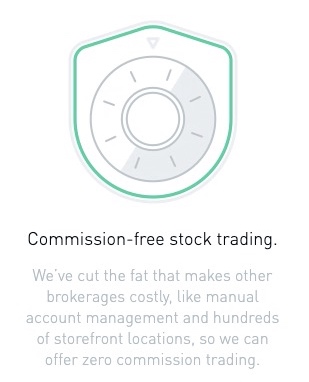 Commission-free stock trading.
We've cut the fat that makes other
brokerages costly, like manual
account management and hundreds
of storefront locations, so we can
offer zero commission trading.